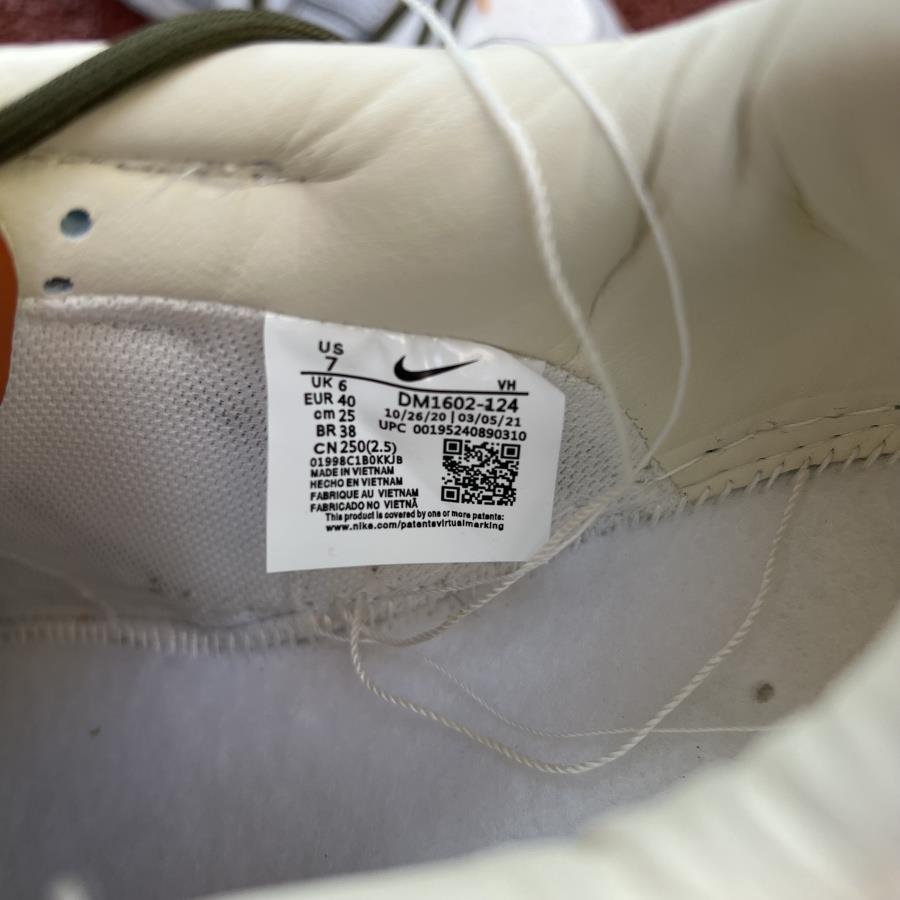 US
7
VH
UK 6
EUR 40
cm 25
BR 38
CN 250(2.5)
DM1602-124
10/26/20 | 03/05/21
UPC 00195240890310
01998C1B0KKJB
MADE IN VIETNAM
HECHO EN VIETNAM
FABRIQUE AU VIETNAM
FABRICADO NO VIETNÃ
This product is covered by one or more patents:
www.nike.com/patentsvirtualmarking